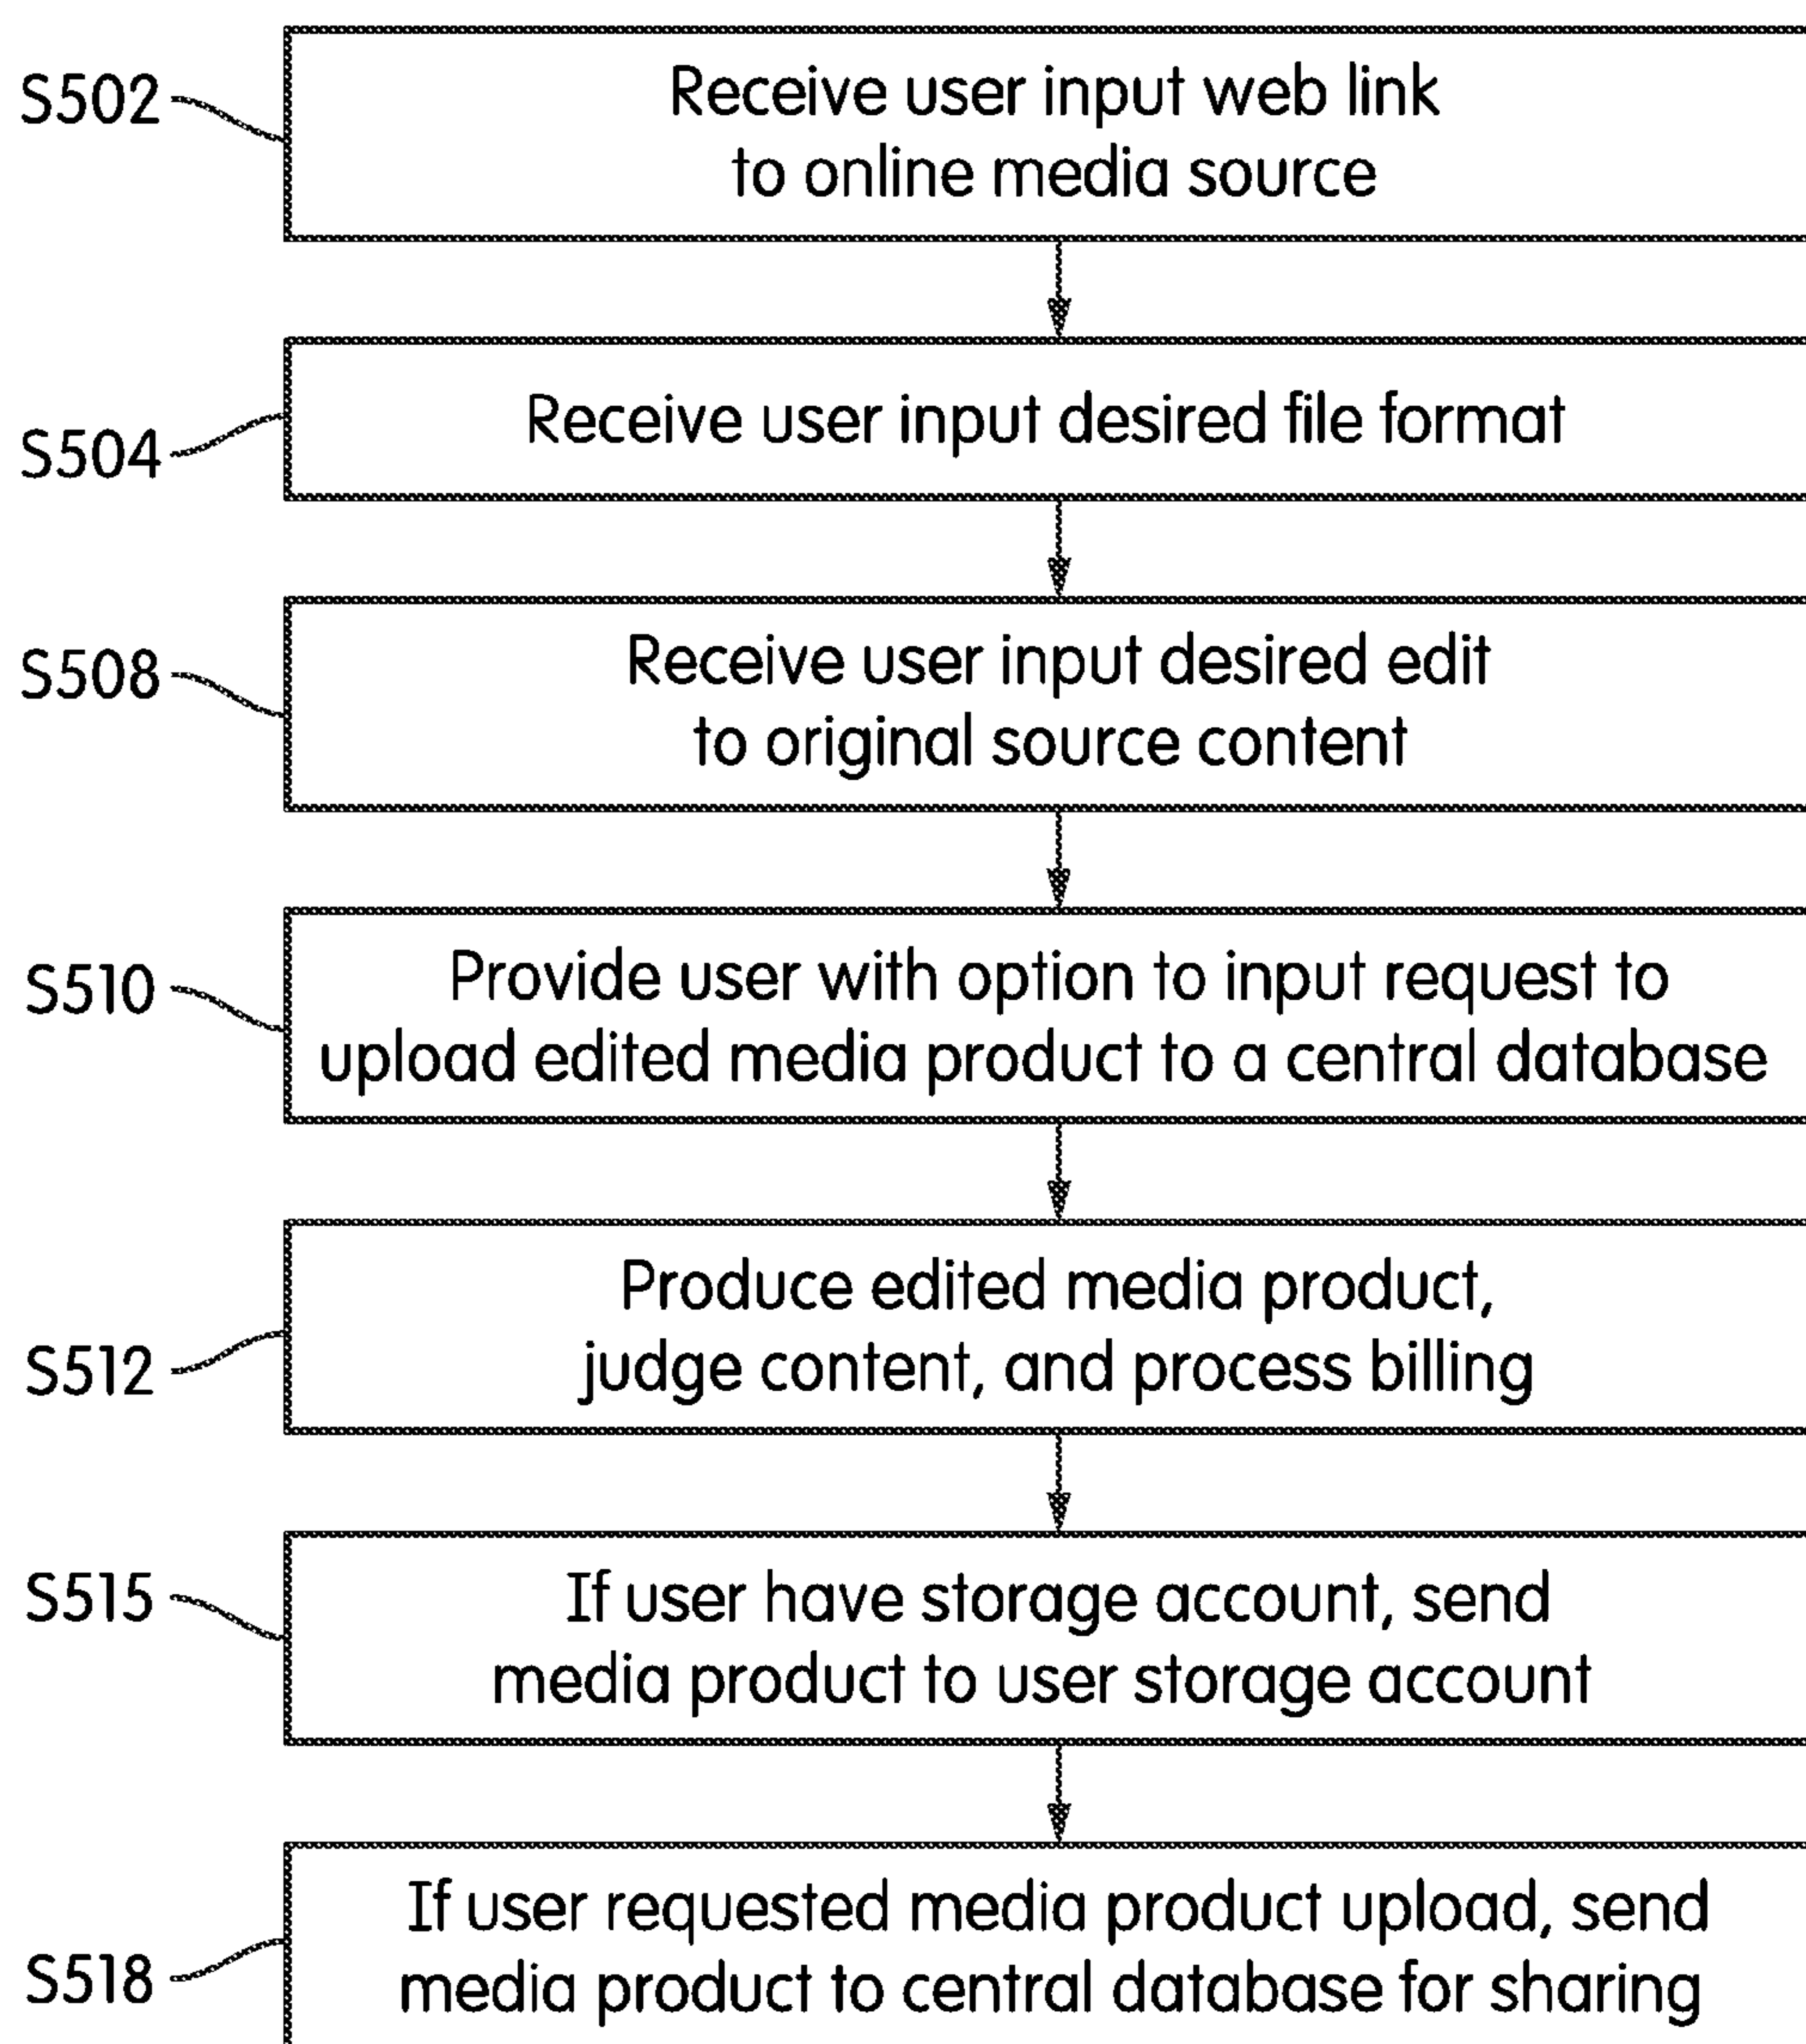 S502
Receive user input web link
to online media source
S504
Receive user input desired file format
S508
Receive user input desired edit
to original source content
S510
Provide user with option to input request to
upload edited media product to a central database
S512
Produce edited media product,
judge content, and process billing
S515
If user have storage account, send
media product to user storage account
S518
If user requested media product upload, send
media product to central database for sharing